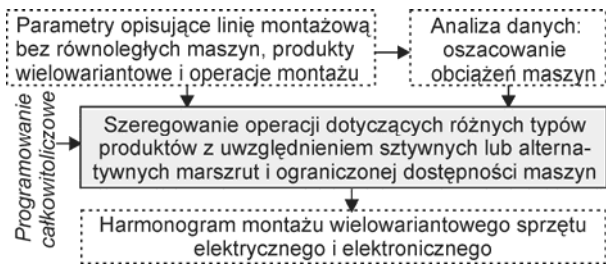 Parametry opisujące linię montażową
bez równoległych maszyn, produkty
wielowariantowe i operacje montażu
Analiza danych:
oszacowanie
obciążeń maszyn
Programowanie
całkowitoliczowe
Szeregowanie operacji dotyczących różnych typów
produktów z uwzględnieniem sztywnych lub alterna-
tywnych marszrut i ograniczonej dostępności maszyn
Harmonogram montażu wielowariantowego sprzętu
elektrycznego i elektronicznego